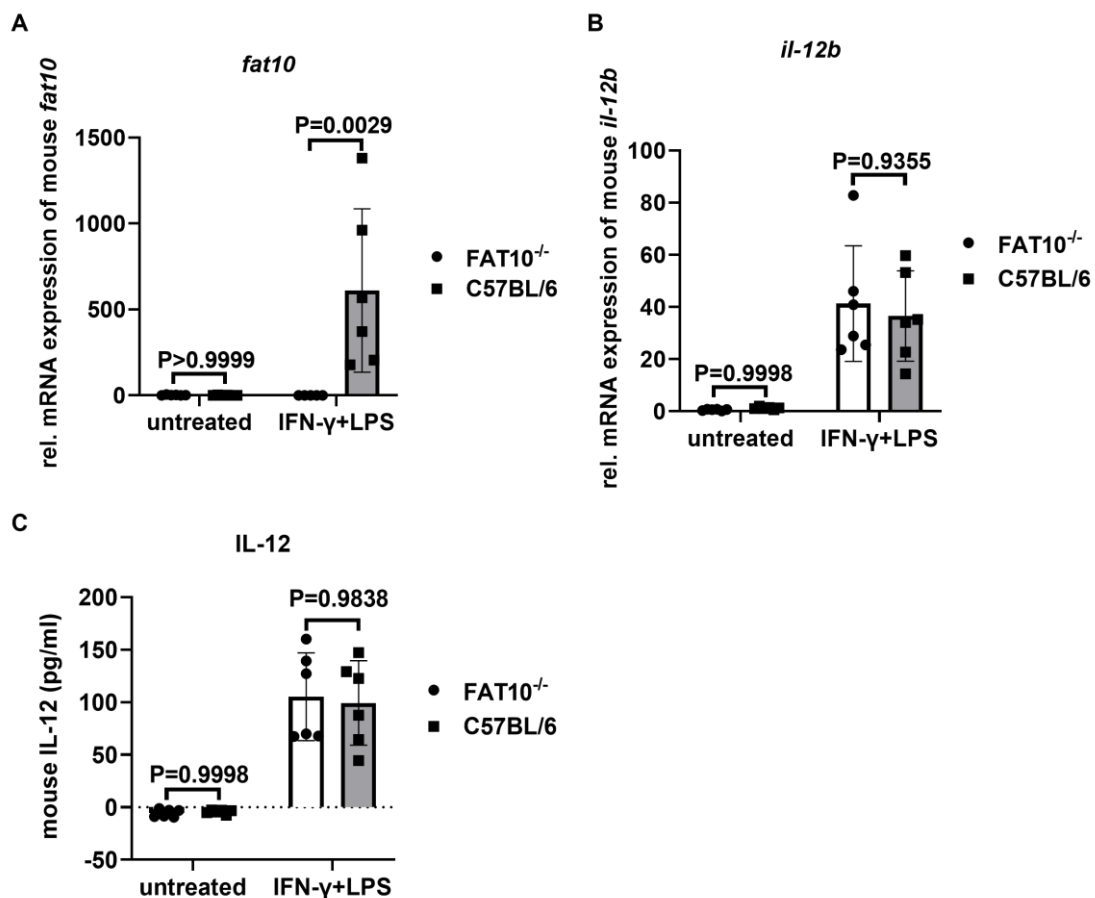 A
fat10
rel. mRNA expression of mouse fat10
1500
1000
500
0
P=0.0029
P>0.9999
untreated
IFN-γ+LPS
FAT10-/-
C57BL/6
B
il-12b
rel. mRNA expression of mouse il-12b
100
80
60
40
20
0
P=0.9355
P=0.9998
untreated
IFN-γ+LPS
FAT10-/-
C57BL/6
C
IL-12
mouse IL-12 (pg/ml)
200
150
100
50
0
-50
P=0.9838
P=0.9998
untreated
IFN-γ+LPS
FAT10-/-
C57BL/6